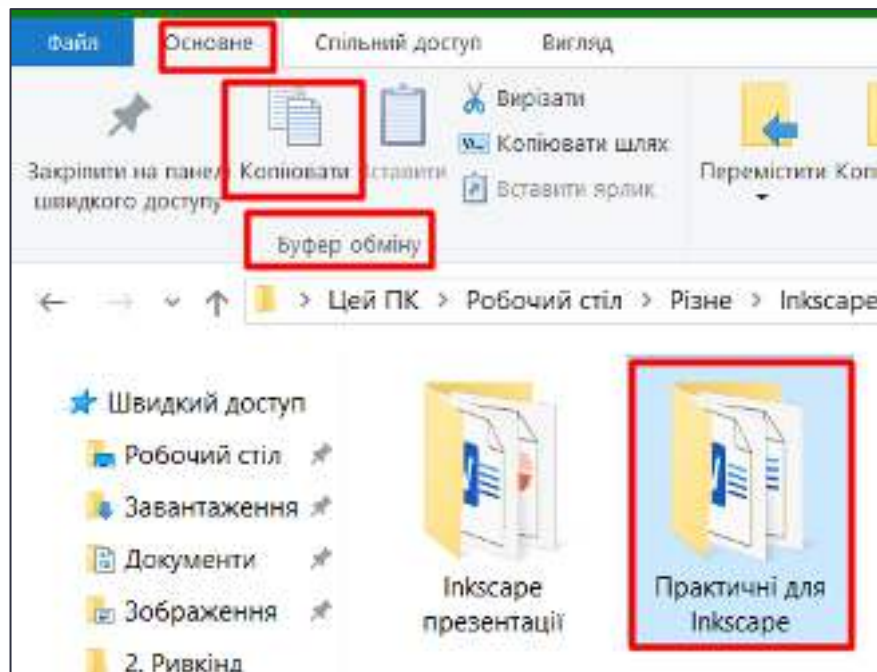 Файл Основне Спільний доступ Вигляд
Вирізати
Копіювати шлях
Вставити ярлик
Закріпити на панелі Копіювати Вставити Перемістити
швидкого доступу
Буфер обміну
Цей ПК > Робочий стіл > Різне > Inkscape
Швидкий доступ
Робочий стіл
Завантаження
Документи
Зображення
2. Ривкінд
Inkscape
презентації
Практичні для
Inkscape